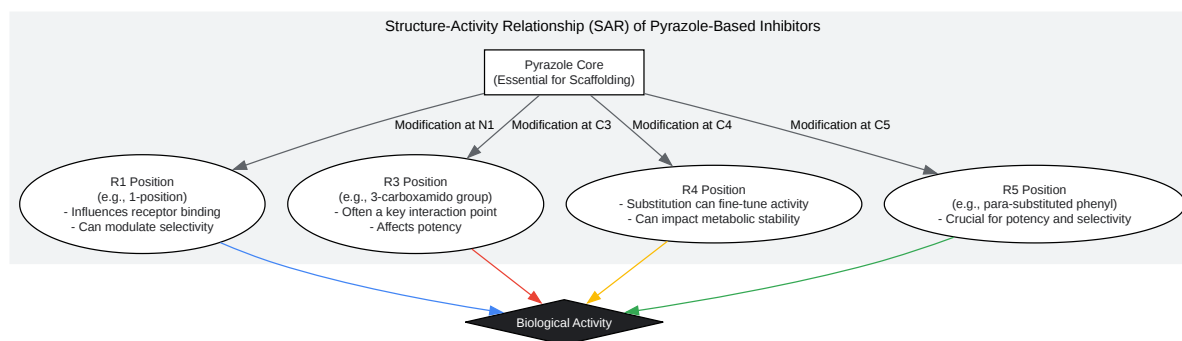 Structure-Activity Relationship (SAR) of Pyrazole-Based Inhibitors
Pyrazole Core
(Essential for Scaffolding)
Modification at N1
Modification at C3
Modification at C4
Modification at C5
R1 Position
(e.g., 1-position)
- Influences receptor binding
- Can modulate selectivity
R3 Position
(e.g., 3-carboxamido group)
- Often a key interaction point
- Affects potency
R4 Position
- Substitution can fine-tune activity
- Can impact metabolic stability
R5 Position
(e.g., para-substituted phenyl)
- Crucial for potency and selectivity
Biological Activity